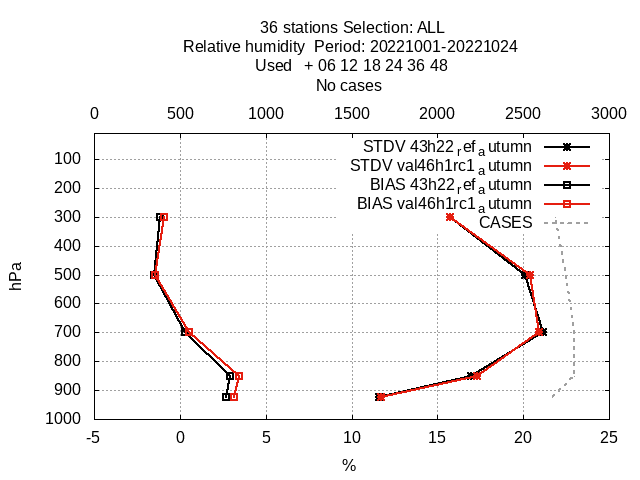 36 stations Selection: ALL
Relative humidity  Period: 20221001-20221024
Used   + 06 12 18 24 36 48
No cases
0 500 1000 1500 2000 2500 3000
STDV 43h22_ref_autumn
STDV val46h1rc1_autumn
BIAS 43h22_ref_autumn
BIAS val46h1rc1_autumn
CASES
100
200
300
400
500
600
700
800
900
1000
hPa
-5 0 5 10 15 20 25
%